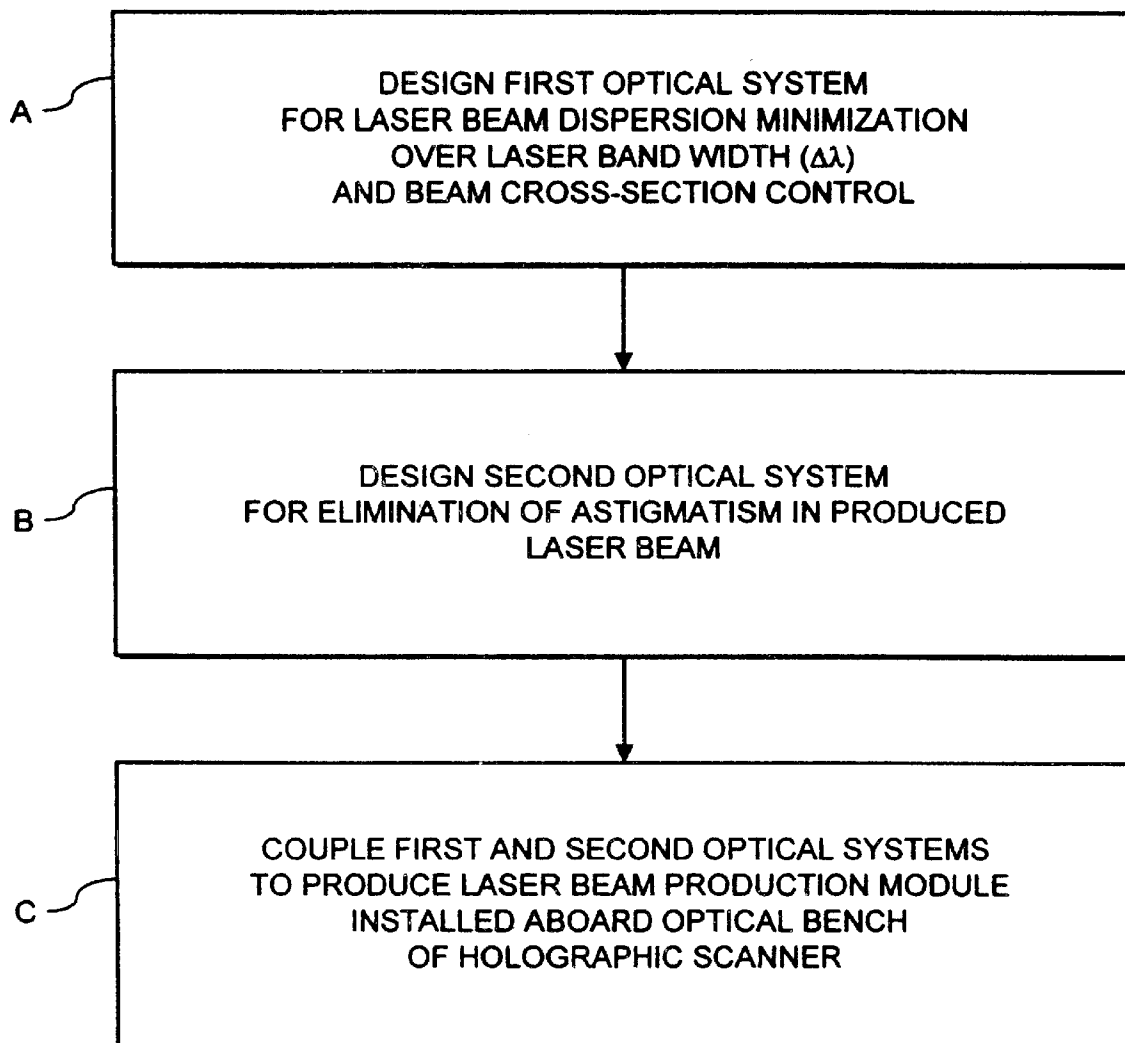 A
DESIGN FIRST OPTICAL SYSTEM
FOR LASER BEAM DISPERSION MINIMIZATION
OVER LASER BAND WIDTH (Δλ)
AND BEAM CROSS-SECTION CONTROL
B
DESIGN SECOND OPTICAL SYSTEM
FOR ELIMINATION OF ASTIGMATISM IN PRODUCED
LASER BEAM
C
COUPLE FIRST AND SECOND OPTICAL SYSTEMS
TO PRODUCE LASER BEAM PRODUCTION MODULE
INSTALLED ABOARD OPTICAL BENCH
OF HOLOGRAPHIC SCANNER